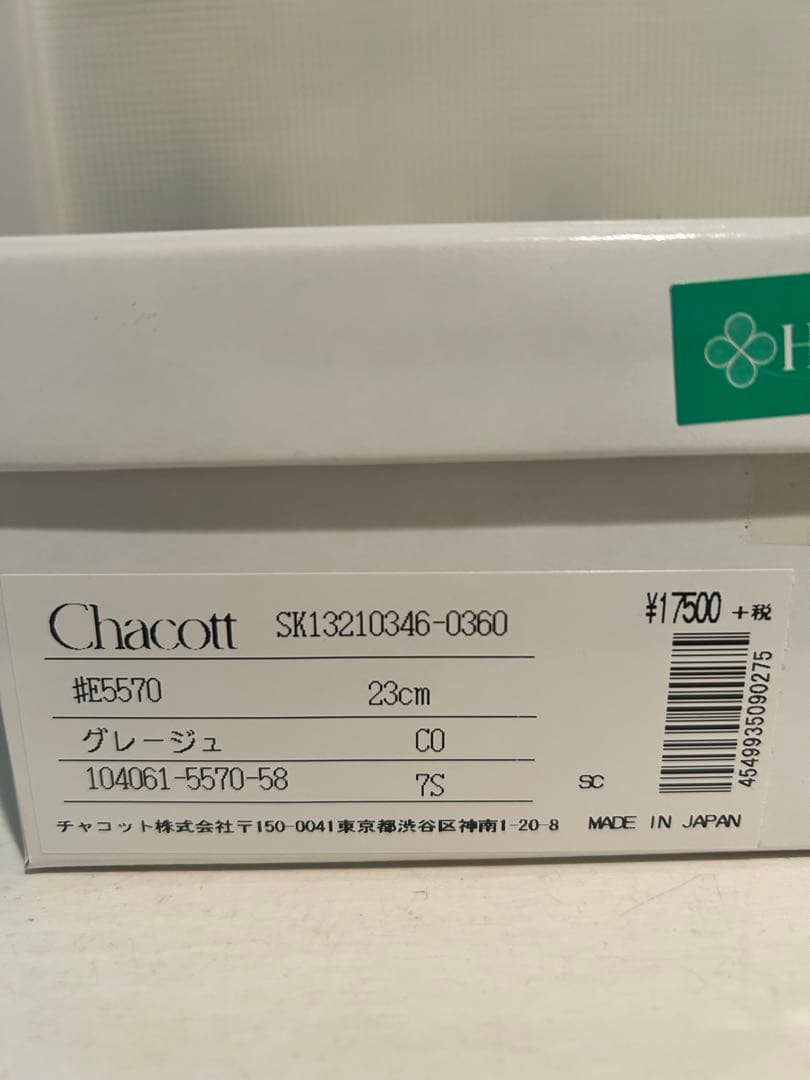 Chacott SK13210346-0360 ¥17500 +税
#E5570 23cm
グレージュ CO
104061-5570-58 7S SC
4549935090275
チャコット株式会社〒150-0041東京都渋谷区神南1-20-8 MADE IN JAPAN